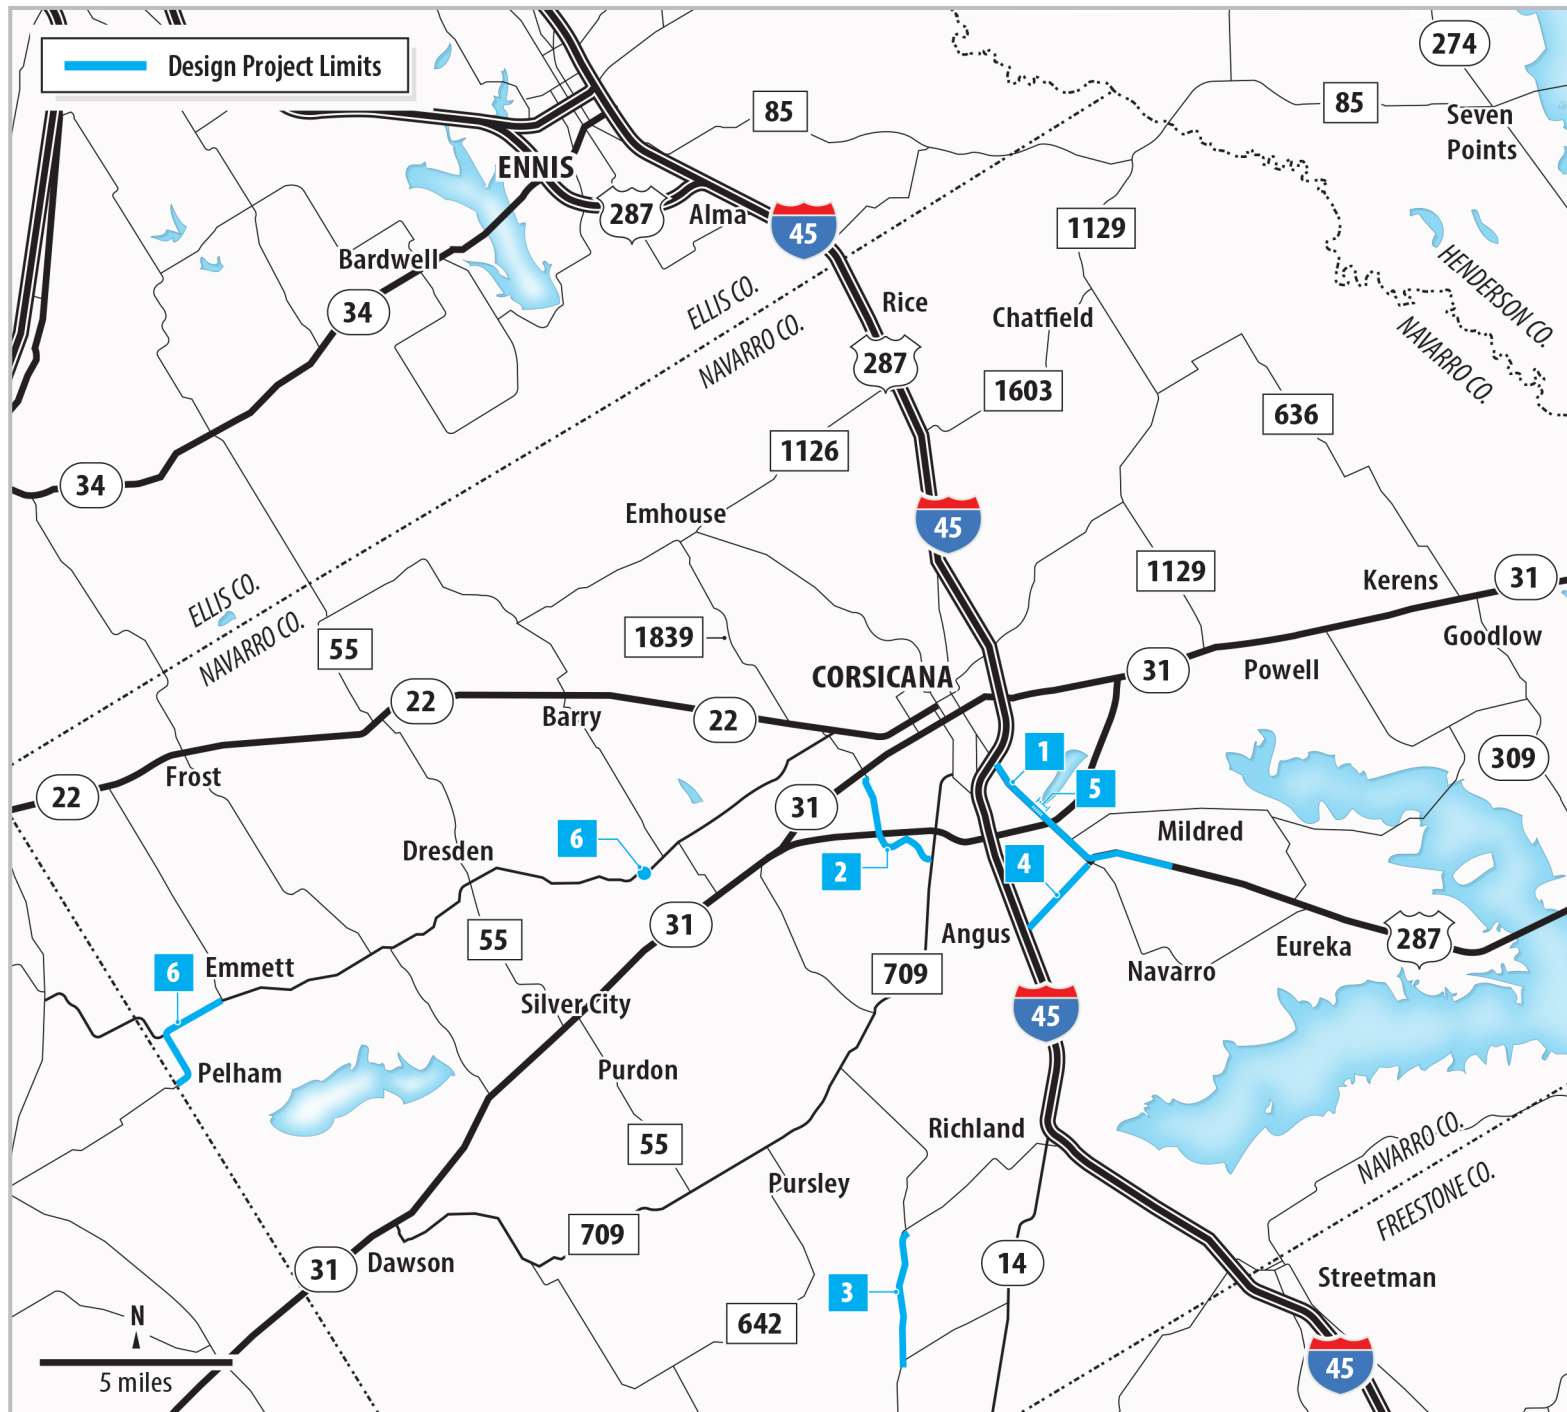 Design Project Limits
274
85
85
Seven
Points
ENNIS
287
Alma
45
1129
Bardwell
34
ELLIS CO.
NAVARRO CO.
Rice
Chatfield
HENDERSON CO.
NAVARRO CO.
287
1603
636
1126
34
45
Emhouse
1129
Kerens
31
ELLIS CO.
NAVARRO CO.
55
1839
Goodlow
CORSICANA
31
Powell
22
Barry
22
Frost
22
1
5
309
31
Mildred
6
Dresden
2
4
31
55
Angus
287
Eureka
6
Emmett
709
Navarro
Silver City
45
Pelham
Purdon
Richland
55
NAVARRO CO.
FREESTONE CO.
Pursley
709
31
Dawson
14
Streetman
3
N
642
45
5 miles